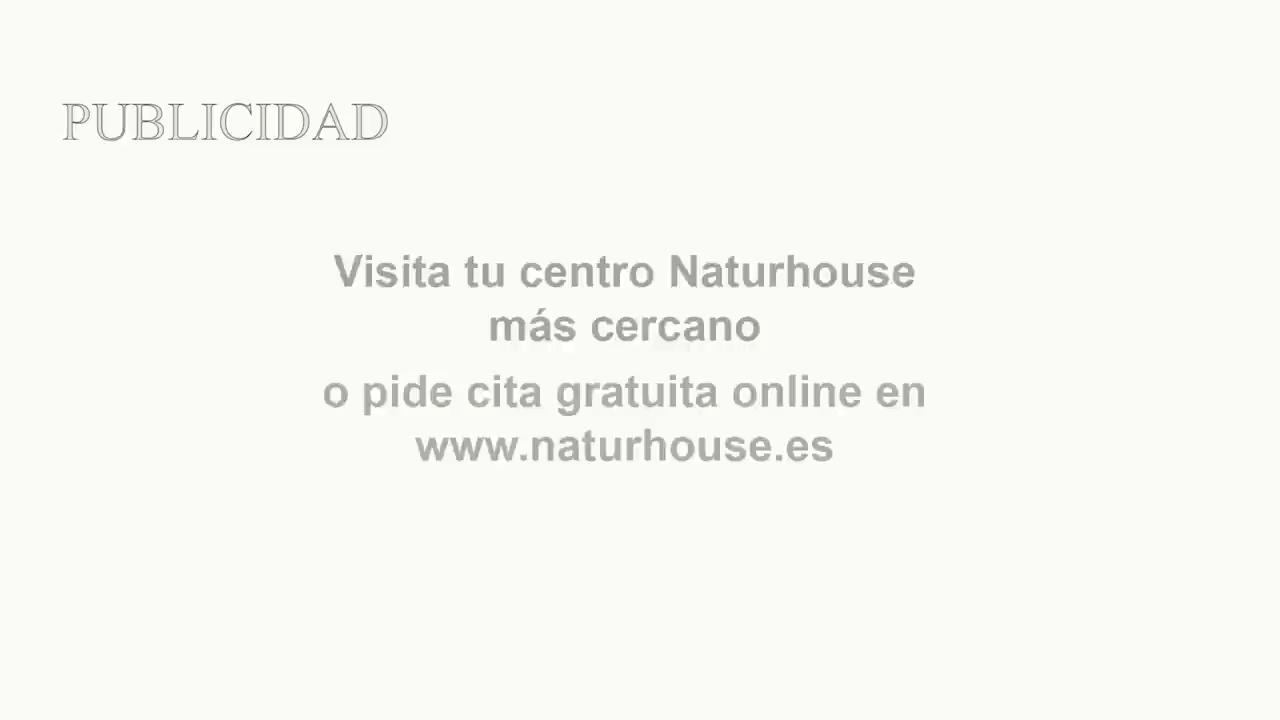 PUBLICIDAD
Visita tu centro Naturhouse
más cercano
o pide cita gratuita online en
www.naturhouse.es